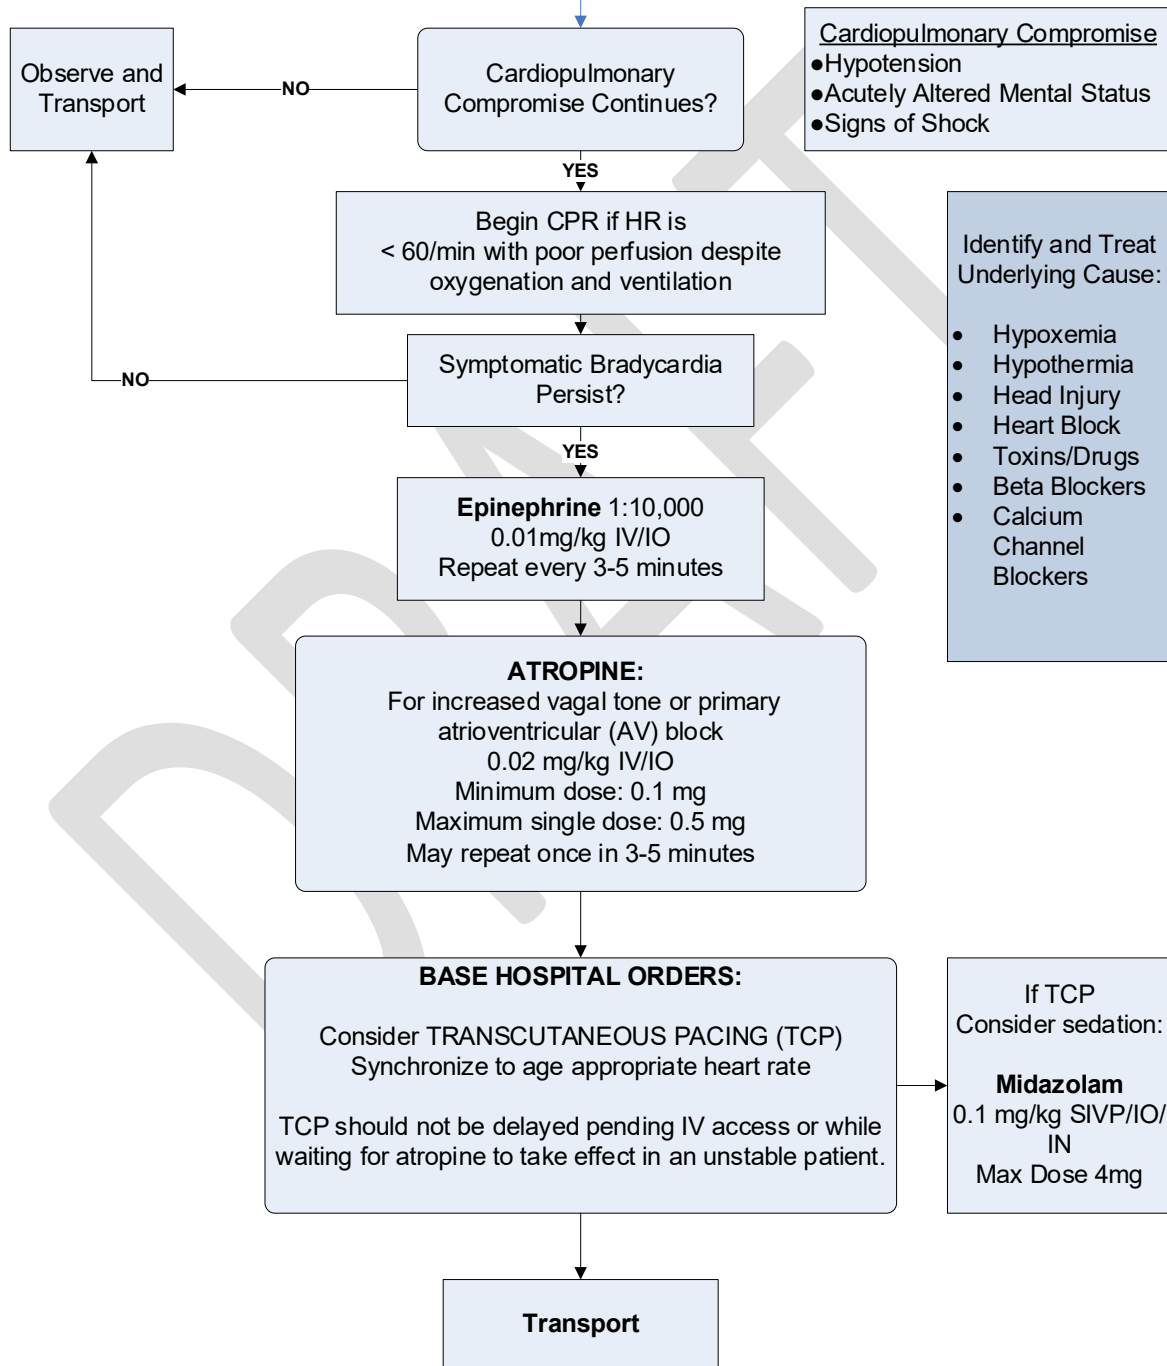 Observe and
Transport
NO
Cardiopulmonary
Compromise Continues?
Cardiopulmonary Compromise
●Hypotension
●Acutely Altered Mental Status
●Signs of Shock
YES
Begin CPR if HR is
< 60/min with poor perfusion despite
oxygenation and ventilation
Identify and Treat
Underlying Cause:
• Hypoxemia
• Hypothermia
• Head Injury
• Heart Block
• Toxins/Drugs
• Beta Blockers
• Calcium
Channel
Blockers
NO
Symptomatic Bradycardia
Persist?
YES
Epinephrine 1:10,000
0.01mg/kg IV/IO
Repeat every 3-5 minutes
ATROPINE:
For increased vagal tone or primary
atrioventricular (AV) block
0.02 mg/kg IV/IO
Minimum dose: 0.1 mg
Maximum single dose: 0.5 mg
May repeat once in 3-5 minutes
BASE HOSPITAL ORDERS:
Consider TRANSCUTANEOUS PACING (TCP)
Synchronize to age appropriate heart rate
TCP should not be delayed pending IV access or while
waiting for atropine to take effect in an unstable patient.
If TCP
Consider sedation:
Midazolam
0.1 mg/kg SIVP/IO/
IN
Max Dose 4mg
Transport
DRAFT